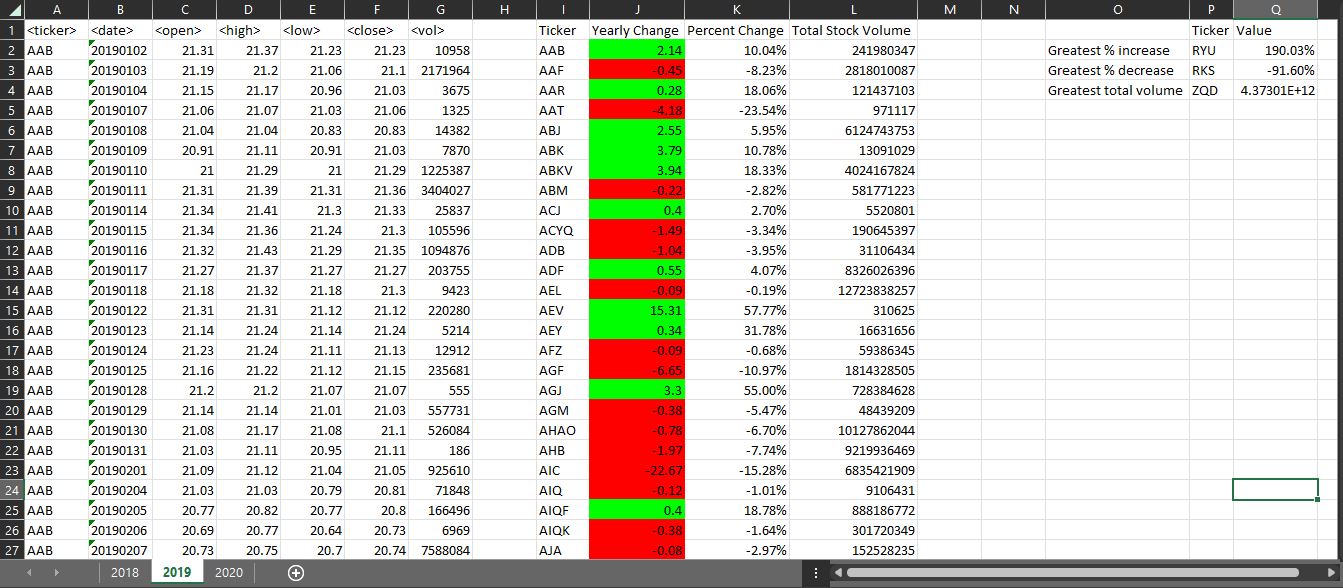 A B C D E F G H I J K L M N O P Q
1 <ticker> <date> <open> <high> <low> <close> <vol> Ticker Yearly Change Percent Change Total Stock Volume Ticker Value
2 AAB 20190102 21.31 21.37 21.23 21.23 10958 AAB 2.14 10.04% 241980347 Greatest % increase RYU 190.03%
3 AAB 20190103 21.19 21.2 21.06 21.1 2171964 AAF -0.45 -8.23% 2818010087 Greatest % decrease RKS -91.60%
4 AAB 20190104 21.15 21.17 20.96 21.03 3675 AAR 0.28 18.06% 121437103 Greatest total volume ZQD 4.37301E+12
5 AAB 20190107 21.06 21.07 21.03 21.06 1325 AAT -4.18 -23.54% 971117
6 AAB 20190108 21.04 21.04 20.83 20.83 14382 ABJ 2.55 5.95% 6124743753
7 AAB 20190109 20.91 21.11 20.91 21.03 7870 ABK 3.79 10.78% 13091029
8 AAB 20190110 21 21.29 21 21.29 1225387 ABKV 3.94 18.33% 4024167824
9 AAB 20190111 21.31 21.39 21.31 21.36 3404027 ABM -0.22 -2.82% 581771223
10 AAB 20190114 21.34 21.41 21.3 21.33 25837 ACJ 0.4 2.70% 5520801
11 AAB 20190115 21.34 21.36 21.24 21.3 105596 ACYQ -1.49 -3.34% 190645397
12 AAB 20190116 21.32 21.43 21.29 21.35 1094876 ADB -1.04 -3.95% 31106434
13 AAB 20190117 21.27 21.37 21.27 21.27 203755 ADF 0.55 4.07% 8326026396
14 AAB 20190118 21.18 21.32 21.18 21.3 9423 AEL -0.09 -0.19% 12723838257
15 AAB 20190122 21.31 21.31 21.12 21.12 220280 AEV 15.31 57.77% 310625
16 AAB 20190123 21.14 21.24 21.14 21.24 5214 AEY 0.34 31.78% 16631656
17 AAB 20190124 21.23 21.24 21.11 21.13 12912 AFZ -0.09 -0.68% 59386345
18 AAB 20190125 21.16 21.22 21.12 21.15 235681 AGF -6.65 -10.97% 1814328505
19 AAB 20190128 21.2 21.2 21.07 21.07 555 AGJ 3.3 55.00% 728384628
20 AAB 20190129 21.14 21.14 21.01 21.03 557731 AGM -0.38 -5.47% 48439209
21 AAB 20190130 21.08 21.17 21.08 21.1 526084 AHAO -0.78 -6.70% 10127862044
22 AAB 20190131 21.03 21.11 20.95 21.11 186 AHB -1.97 -7.74% 9219936469
23 AAB 20190201 21.09 21.12 21.04 21.05 925610 AIC -22.67 -15.28% 6835421909
24 AAB 20190204 21.03 21.03 20.79 20.81 71848 AIQ -0.12 -1.01% 9106431
25 AAB 20190205 20.77 20.82 20.77 20.8 166496 AIQF 0.4 18.78% 888186772
26 AAB 20190206 20.69 20.77 20.64 20.73 6969 AIQK -0.38 -1.64% 301720349
27 AAB 20190207 20.73 20.75 20.7 20.74 7588084 AJA -0.08 -2.97% 152528235
2018 2019 2020